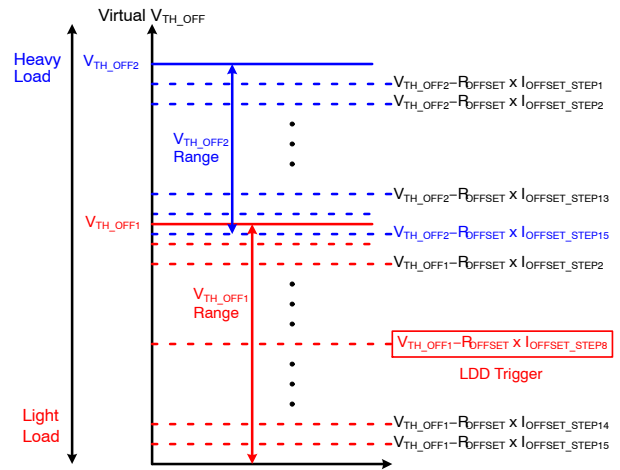 Virtual VTH_OFF
Heavy
Load
VTH_OFF2
VTH_OFF2–ROFFSET x IOFFSET_STEP1
VTH_OFF2–ROFFSET x IOFFSET_STEP2
VTH_OFF2
Range
VTH_OFF2–ROFFSET x IOFFSET_STEP13
VTH_OFF1
VTH_OFF2–ROFFSET x IOFFSET_STEP15
VTH_OFF1–ROFFSET x IOFFSET_STEP2
VTH_OFF1
Range
VTH_OFF1–ROFFSET x IOFFSET_STEP8
LDD Trigger
Light
Load
VTH_OFF1–ROFFSET x IOFFSET_STEP14
VTH_OFF1–ROFFSET x IOFFSET_STEP15